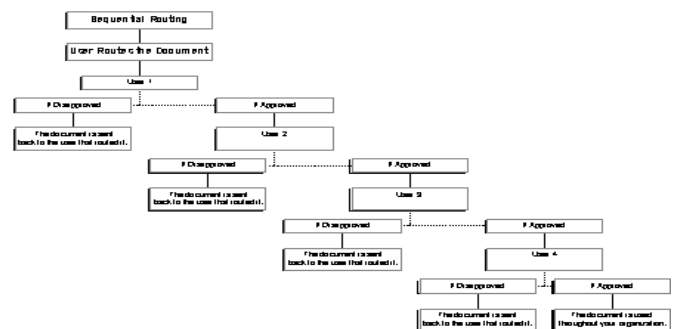 Sequential Routing
User Routes the Document
User 1
If Disapproved
If Approved
The document is sent
back to the user that routed it.
User 2
If Disapproved
If Approved
The document is sent
back to the user that routed it.
User 3
If Disapproved
If Approved
The document is sent
back to the user that routed it.
User 4
If Disapproved
If Approved
The document is sent
back to the user that routed it.
The document is used
throughout your organization.